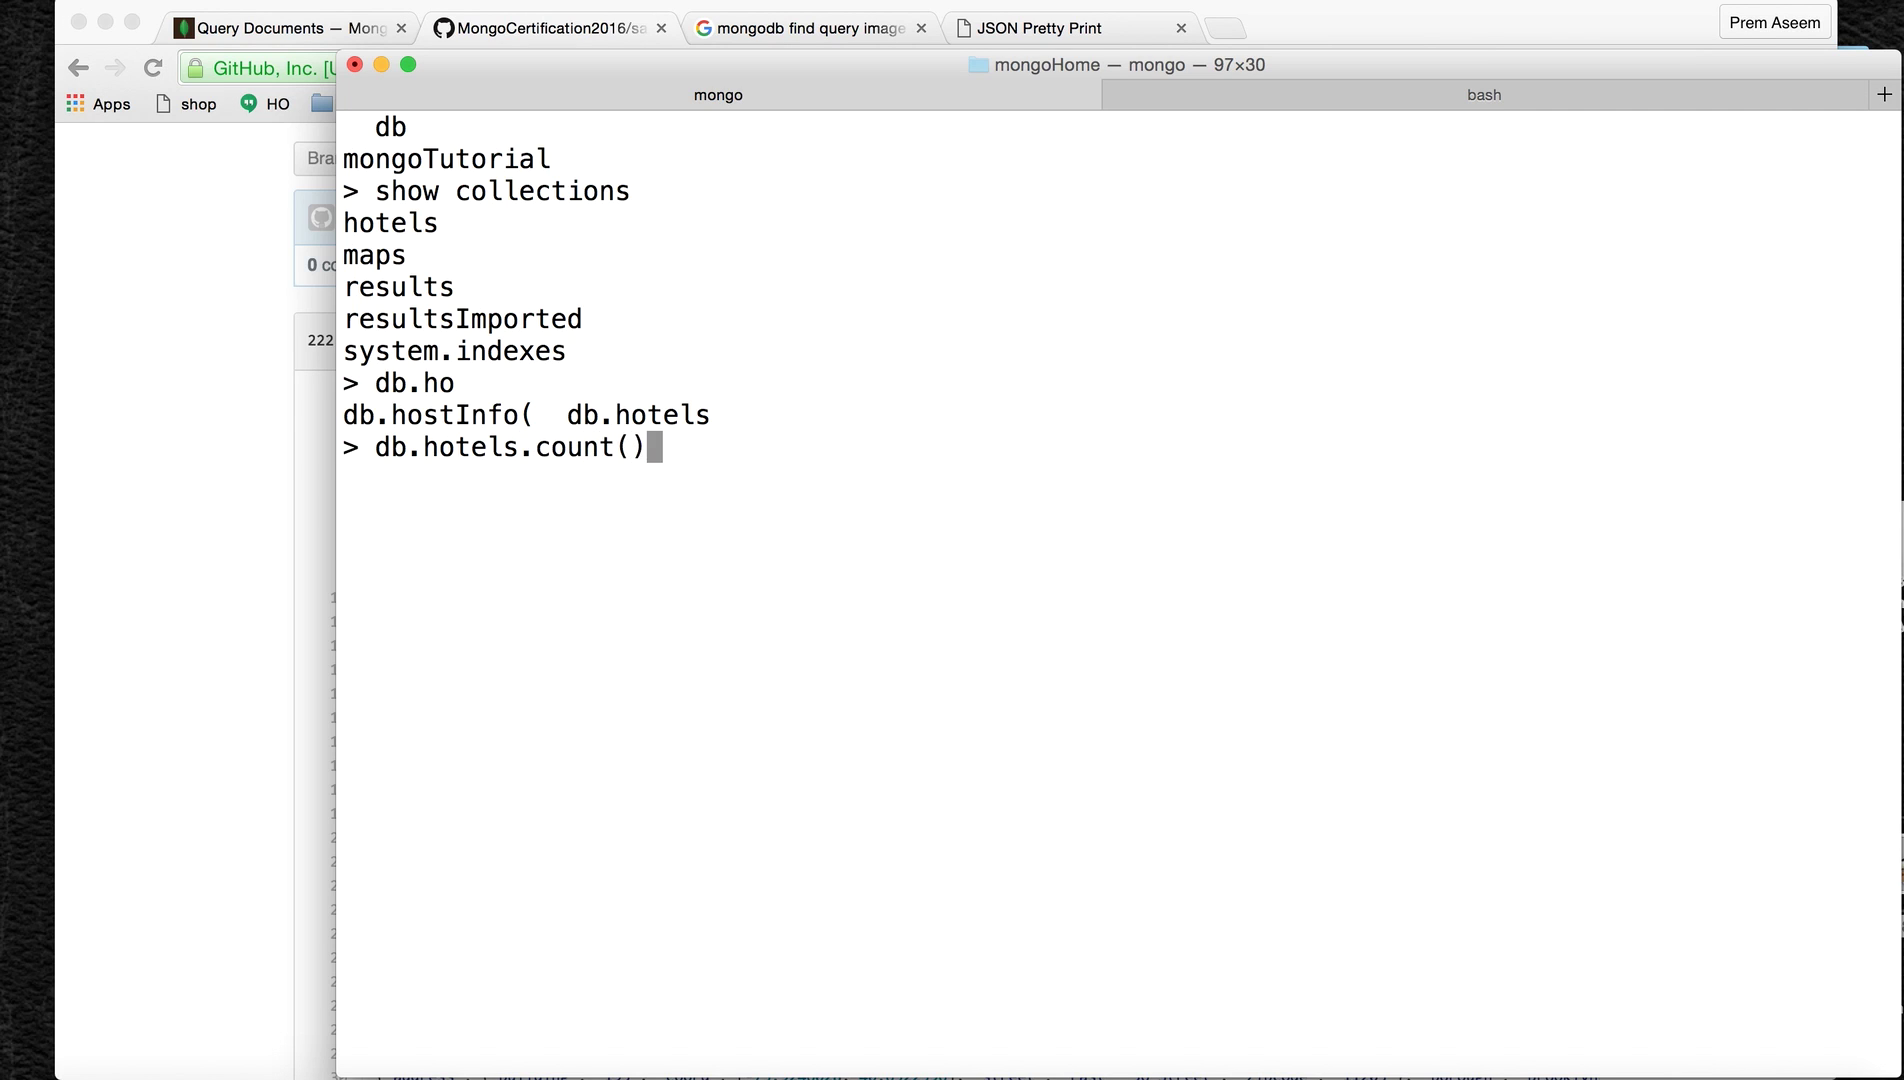 Query Documents — Mong
MongoCertification2016/sa
mongodb find query image
JSON Pretty Print
Prem Aseem
GitHub, Inc. [U
mongoHome — mongo — 97×30
Apps
shop
HO
mongo
bash
db
mongoTutorial
> show collections
hotels
maps
results
resultsImported
system.indexes
> db.ho
db.hostInfo(  db.hotels
> db.hotels.count()
Bra
0 co
222